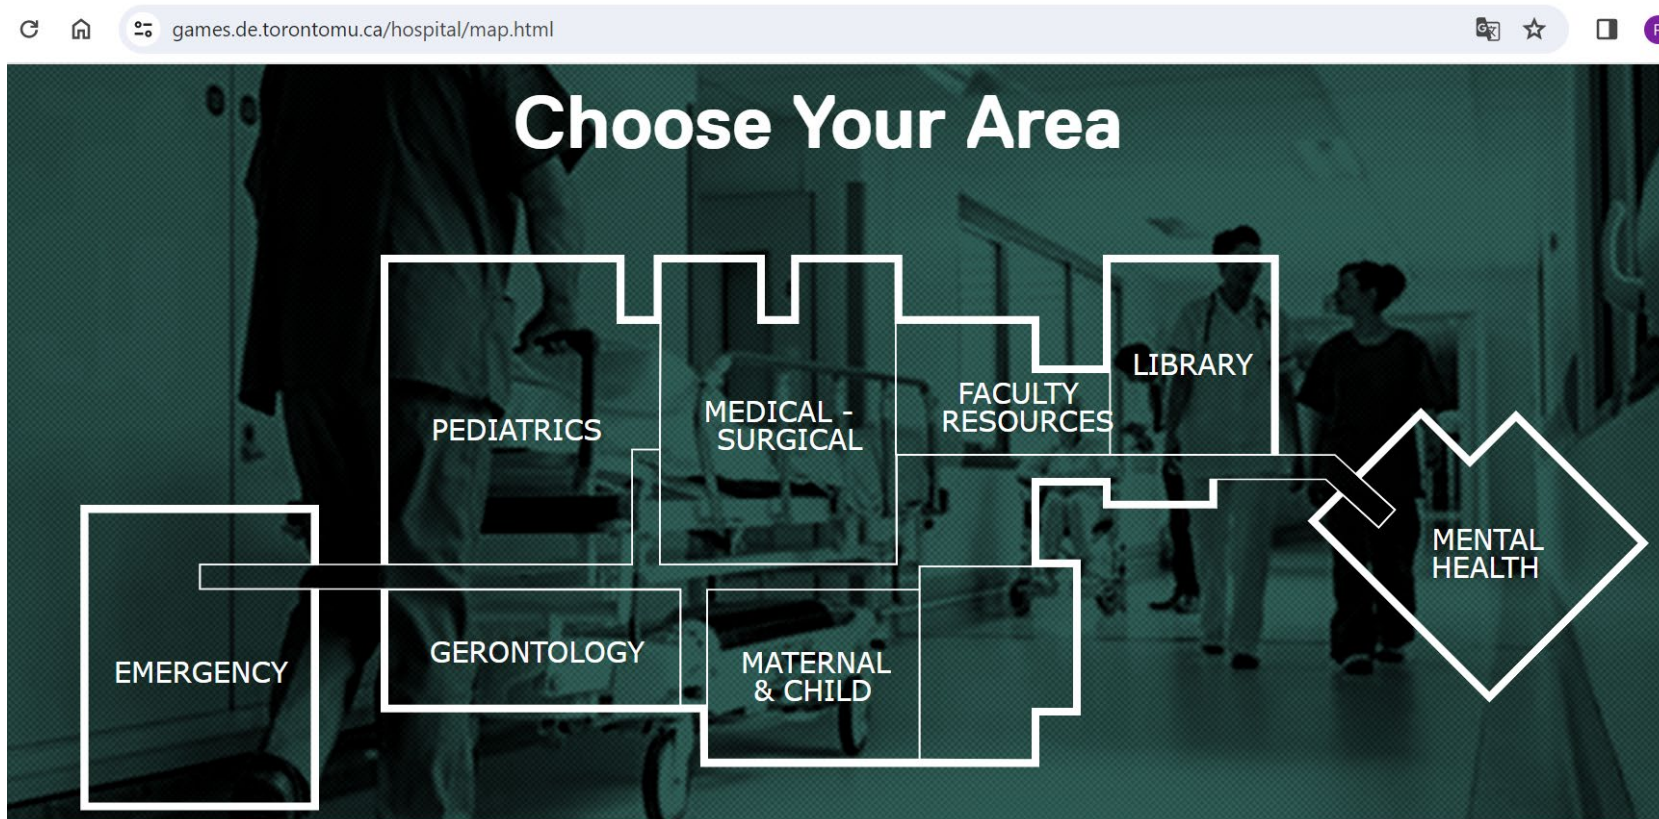 games.de.torontomu.ca/hospital/map.html
Choose Your Area
LIBRARY
FACULTY
RESOURCES
MEDICAL -
SURGICAL
PEDIATRICS
MENTAL
HEALTH
GERONTOLOGY
MATERNAL
& CHILD
EMERGENCY